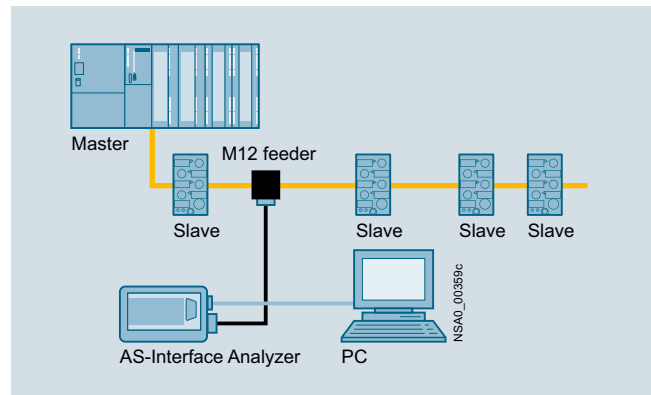 Master
M12 feeder
Slave
Slave
Slave
Slave
NSA0_00359c
AS-Interface Analyzer
PC